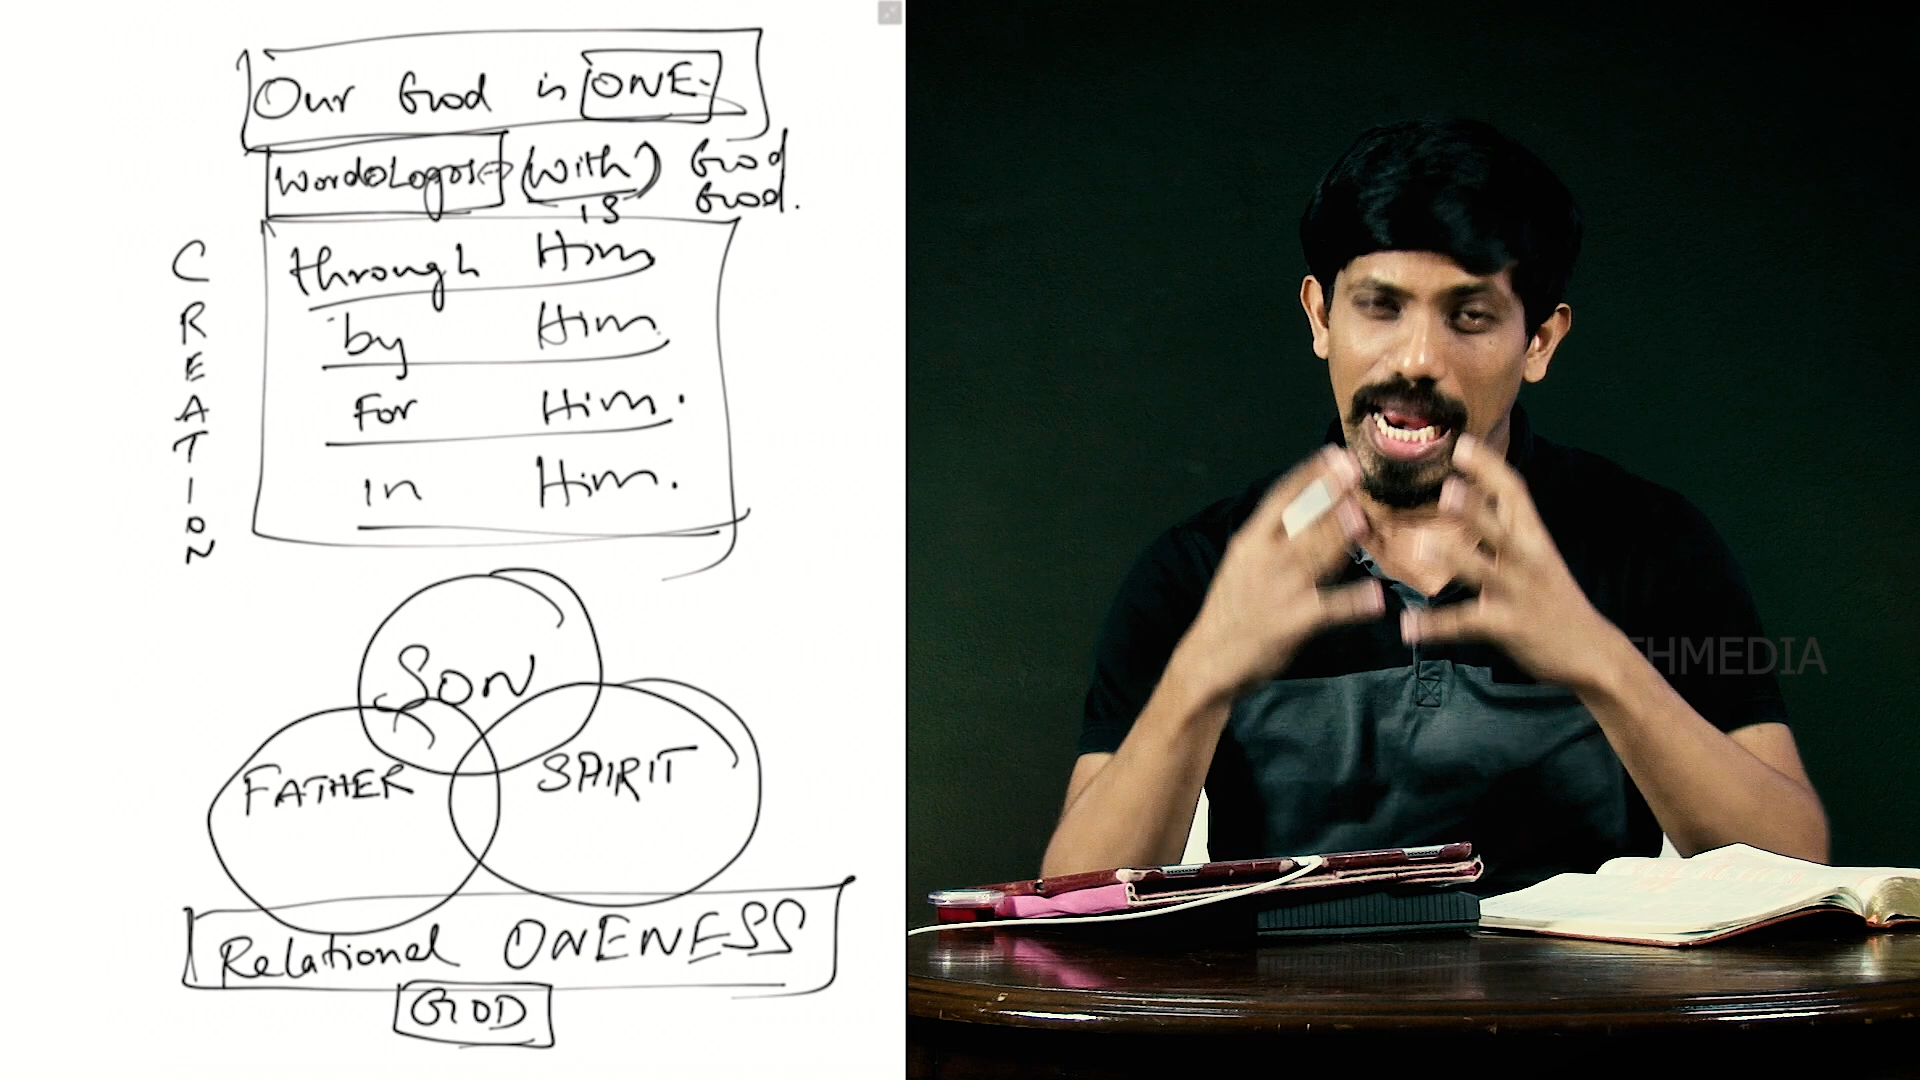 Our God is ONE.
Word Logos (with) God
is God.
CREATION
through Him
by Him.
For Him.
in Him.
SON
FATHER
SPIRIT
Relational ONENESS
GOD
HMEDIA